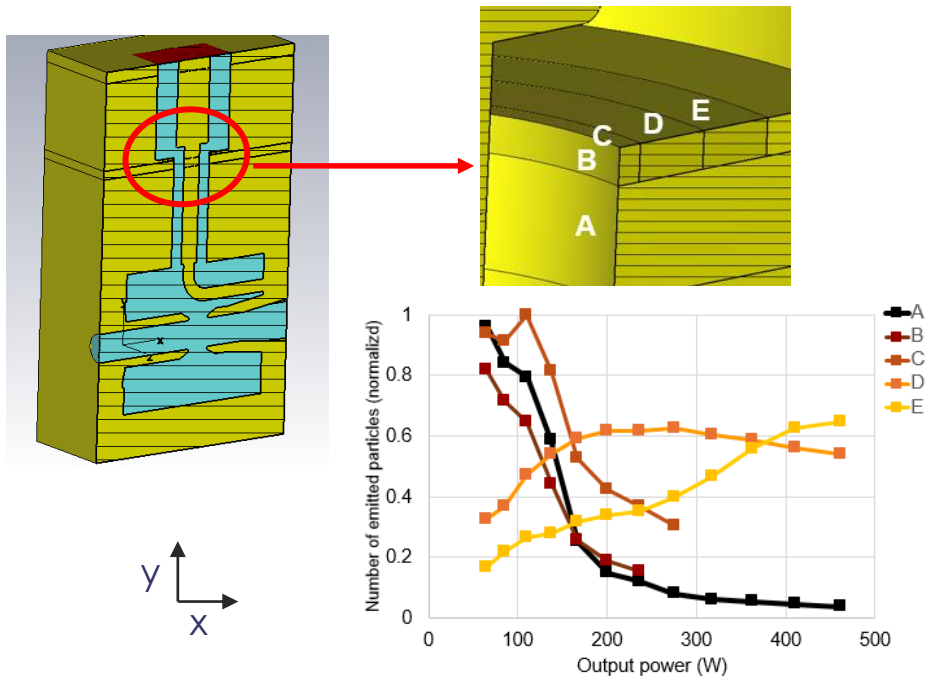 E
D
C
B
A
Y
x
z
y
x
Number of emitted particles (normalizd)
1
0.8
0.6
0.4
0.2
0
0
100
200
300
400
500
Output power (W)
A
B
C
D
E